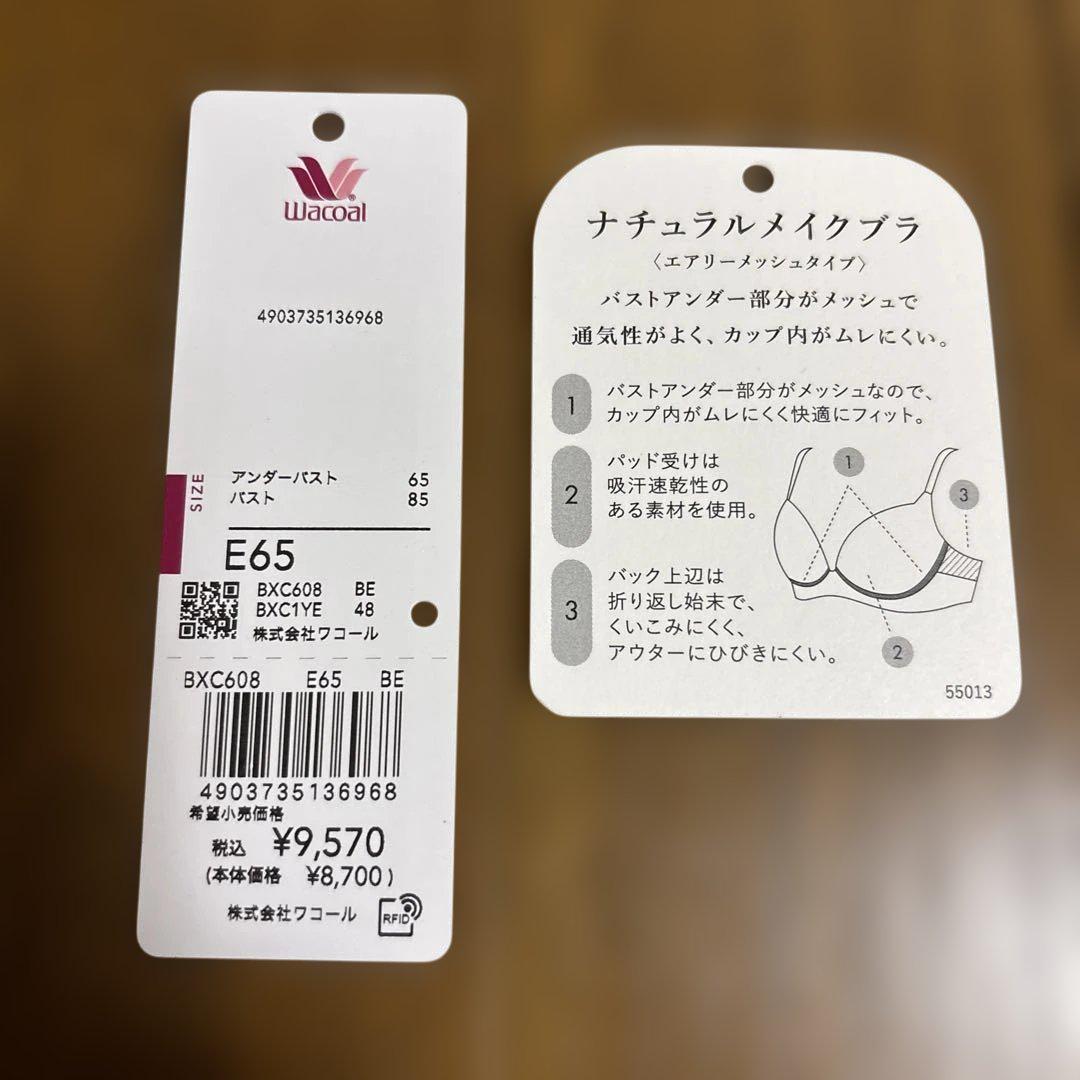 Wacoal
4903735136968
SIZE
アンダーバスト 65
バスト 85
E65
BXC608 BE
BXC1YE 48
株式会社ワコール
BXC608 E65 BE
4903735136968
希望小売価格
税込 ¥9,570
(本体価格 ¥8,700)
株式会社ワコール
RFID
ナチュラルメイクブラ
〈エアリーメッシュタイプ〉
バストアンダー部分がメッシュで
通気性がよく、カップ内がムレにくい。
1
バストアンダー部分がメッシュなので、
カップ内がムレにくく快適にフィット。
2
パッド受けは
吸汗速乾性の
ある素材を使用。
3
バック上辺は
折り返し始末で、
くいこみにくく、
アウターにひびきにくい。
1
3
2
55013